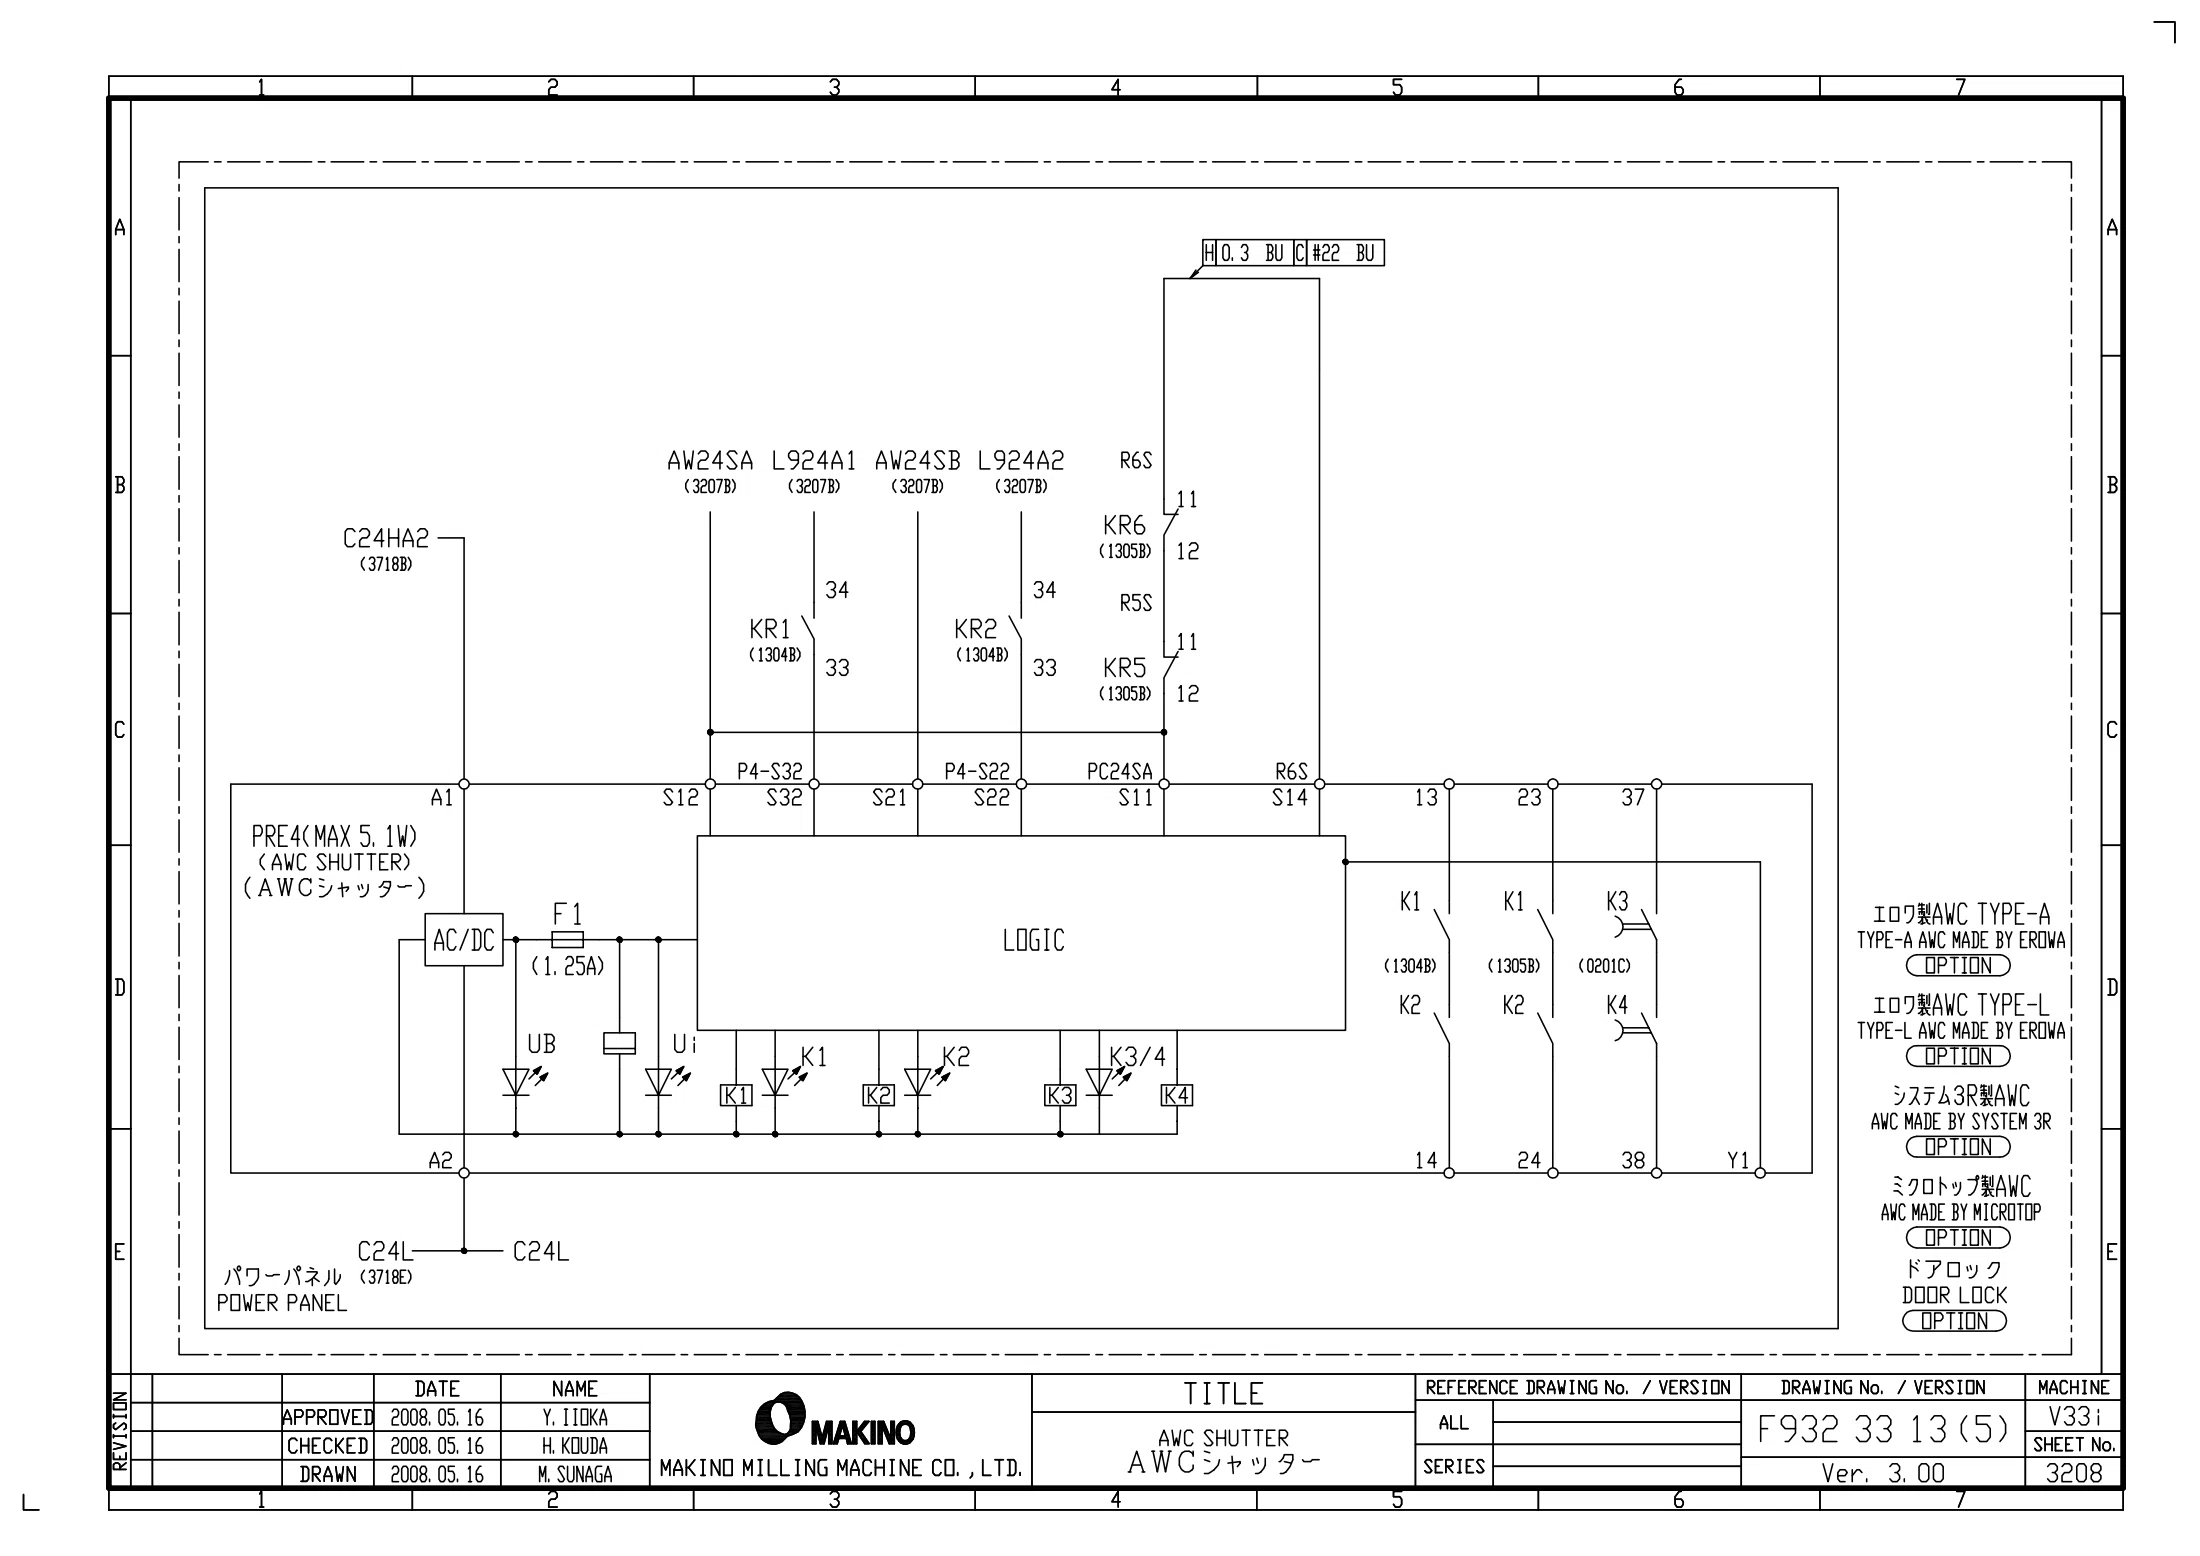 1 2 3 4 5 6 7
A A
H 0.3 BU C #22 BU
B B
AW24SA L924A1 AW24SB L924A2 R6S
(3207B) (3207B) (3207B) (3207B)
11
KR6
(1305B) 12
C24HA2
(3718B)
34 34
R5S
KR1 KR2
(1304B) (1304B)
33 33
11
KR5
(1305B) 12
C C
P4-S32 P4-S22 PC24SA R6S
A1 S12 S32 S21 S22 S11 S14 13 23 37
PRE4(MAX 5.1W)
(AWC SHUTTER)
(AWCシャッター)
F1
AC/DC
(1.25A)
LOGIC
K1 K1 K3
(1304B) (1305B) (0201C)
K2 K2 K4
D D
UB Ui K1 K2 K3/4
K1 K2 K3 K4
A2 14 24 38 Y1
エロワ製AWC TYPE-A
TYPE-A AWC MADE BY EROWA
OPTION
エロワ製AWC TYPE-L
TYPE-L AWC MADE BY EROWA
OPTION
システム3R製AWC
AWC MADE BY SYSTEM 3R
OPTION
ミクロトップ製AWC
AWC MADE BY MICROTOP
OPTION
ドアロック
DOOR LOCK
OPTION
E E
C24L C24L
(3718E)
パワーパネル
POWER PANEL
REVISION
DATE NAME
APPROVED 2008.05.16 Y. IIOKA
CHECKED 2008.05.16 H. KOUDA
DRAWN 2008.05.16 M. SUNAGA
MAKINO
MAKINO MILLING MACHINE CO.,LTD.
TITLE
AWC SHUTTER
AWCシャッター
REFERENCE DRAWING No. / VERSION
ALL
SERIES
DRAWING No. / VERSION
F932 33 13(5)
Ver. 3.00
MACHINE
V33i
SHEET No.
3208
1 2 3 4 5 6 7